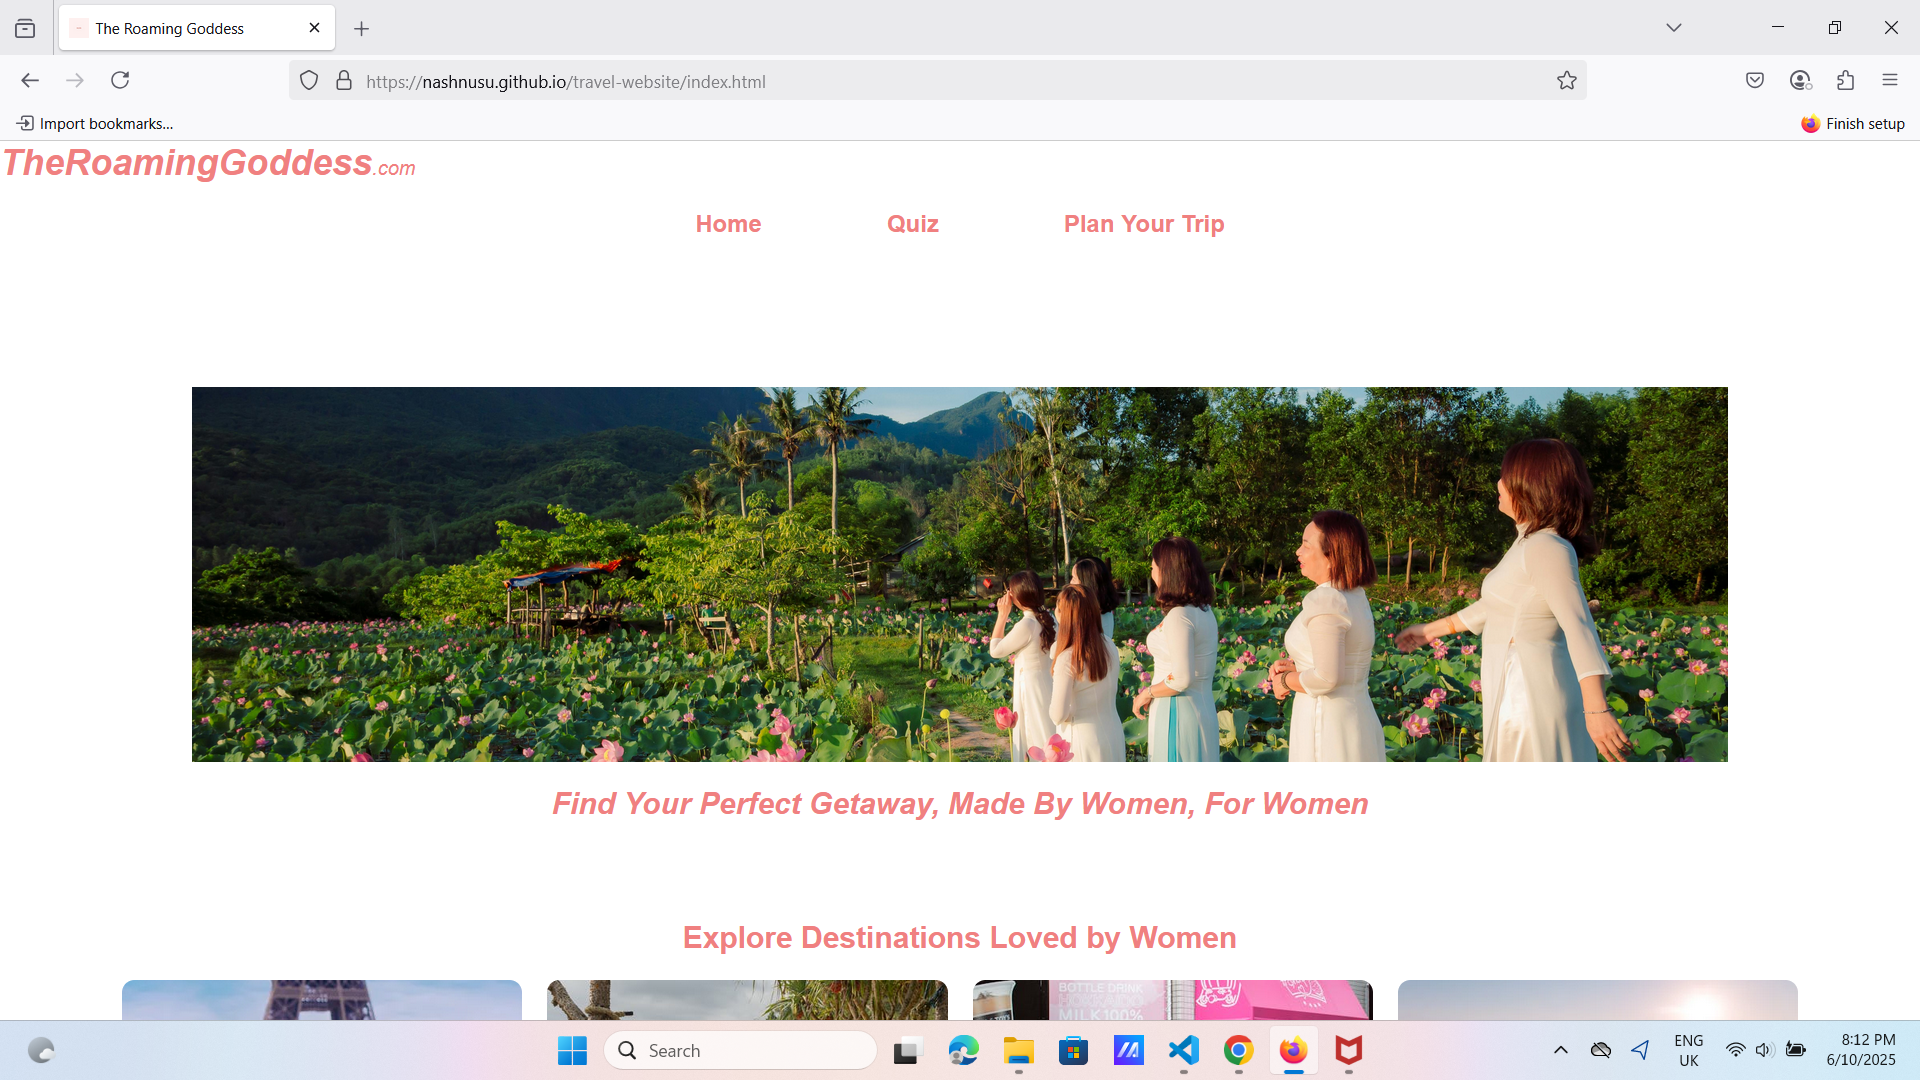 The Roaming Goddess
https://nashnusu.github.io/travel-website/index.html
Import bookmarks...
Finish setup
TheRoamingGoddess.com
Home Quiz Plan Your Trip
Find Your Perfect Getaway, Made By Women, For Women
Explore Destinations Loved by Women
BOTTLE DRINK
HOKKAIDO
MILK100%
Search
ENG
UK
8:12 PM
6/10/2025